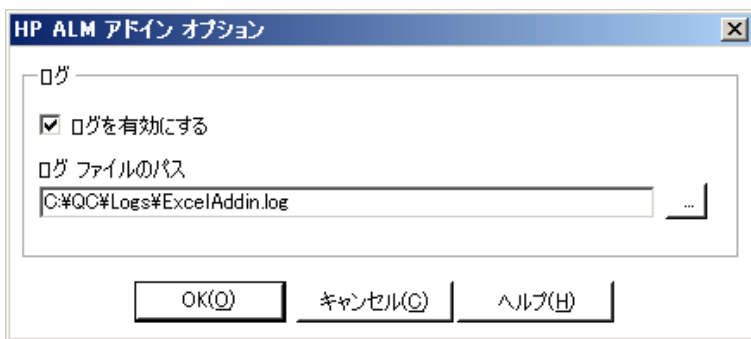 HP ALM アドイン オプション
ログ
ログを有効にする
ログ ファイルのパス
C:¥QC¥Logs¥ExcelAddin.log
...
OK(O) キャンセル(C) ヘルプ(H)